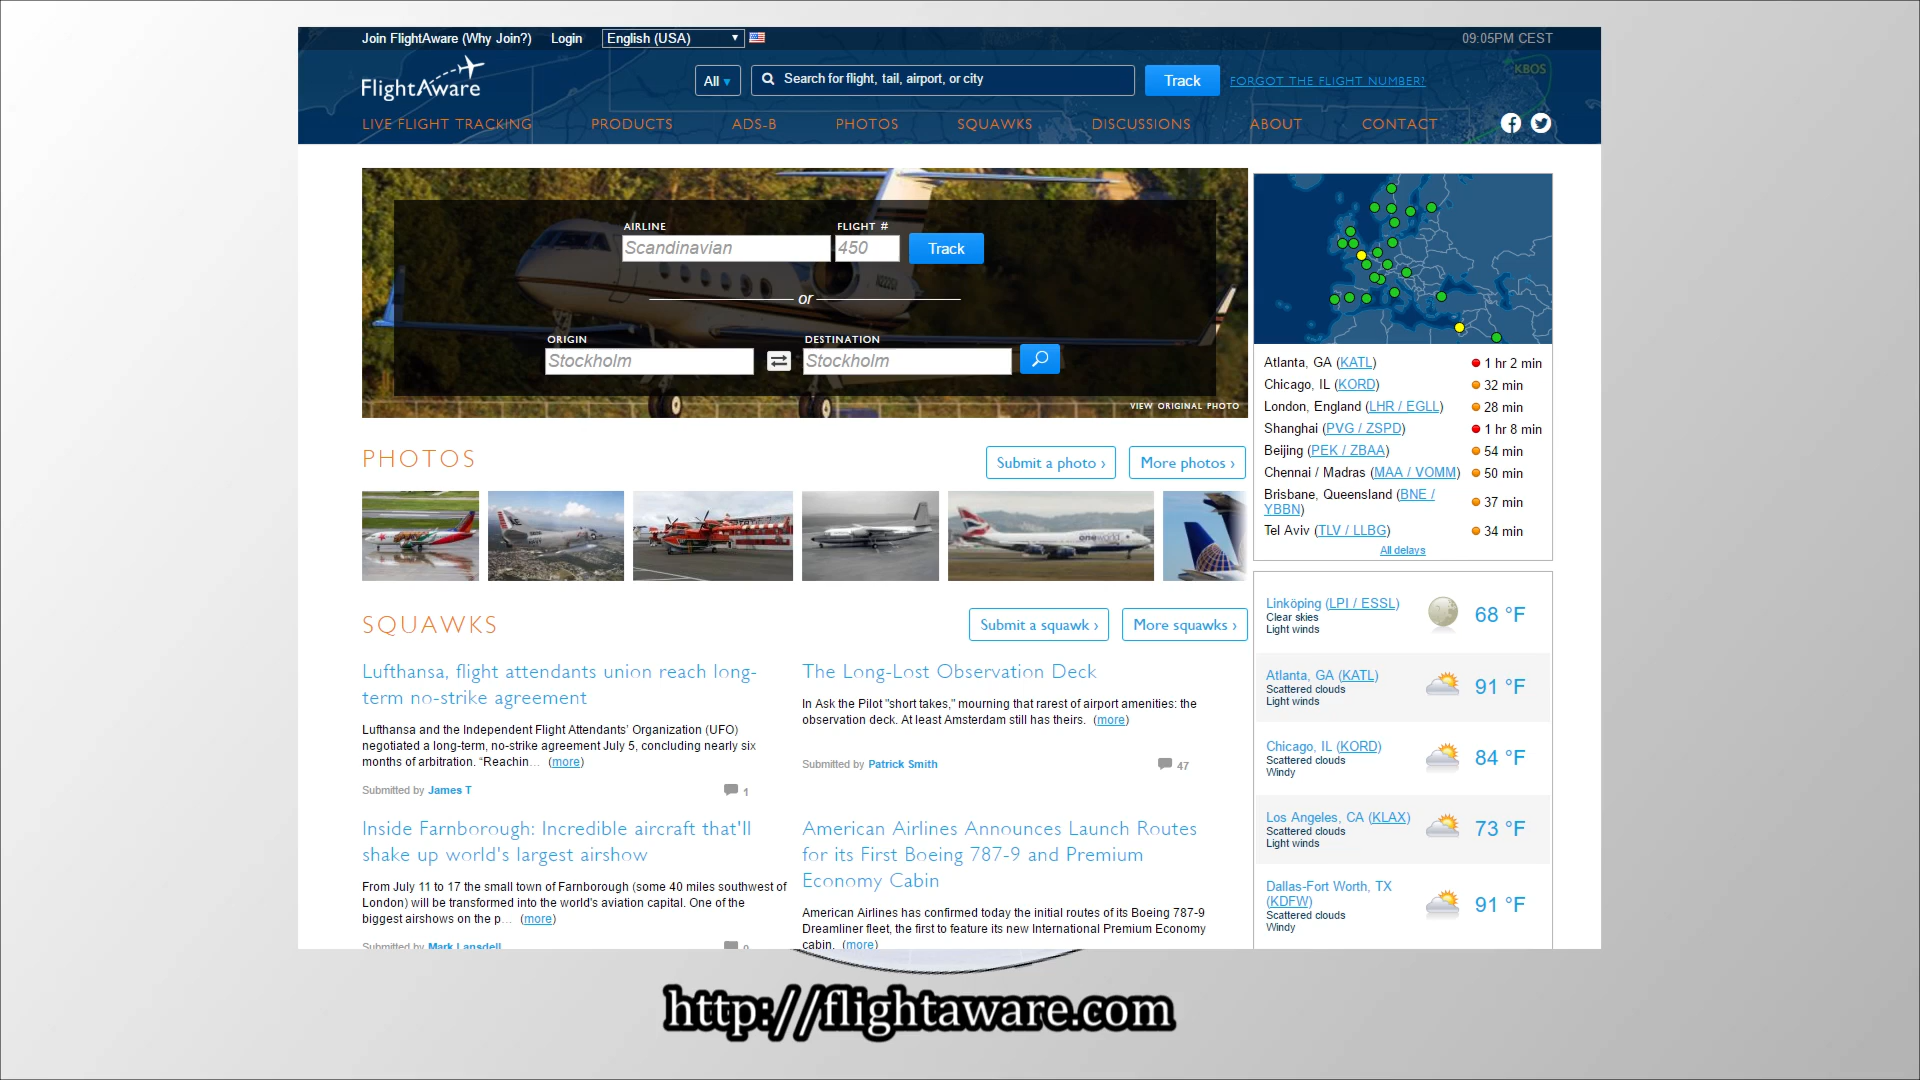 Join FlightAware (Why Join?) Login English (USA) 09:05PM CEST
FlightAware
All Search for flight, tail, airport, or city Track FORGOT THE FLIGHT NUMBER? KBOS
LIVE FLIGHT TRACKING PRODUCTS ADS-B PHOTOS SQUAWKS DISCUSSIONS ABOUT CONTACT
AIRLINE FLIGHT #
Scandinavian 450 Track
or
ORIGIN DESTINATION
Stockholm Stockholm
VIEW ORIGINAL PHOTO
Atlanta, GA (KATL) 1 hr 2 min
Chicago, IL (KORD) 32 min
London, England (LHR / EGLL) 28 min
Shanghai (PVG / ZSPD) 1 hr 8 min
Beijing (PEK / ZBAA) 54 min
Chennai / Madras (MAA / VOMM) 50 min
Brisbane, Queensland (BNE /
YBBN) 37 min
Tel Aviv (TLV / LLBG) 34 min
All delays
PHOTOS Submit a photo › More photos ›
oneworld
SQUAWKS Submit a squawk › More squawks ›
Lufthansa, flight attendants union reach long-
term no-strike agreement
Lufthansa and the Independent Flight Attendants' Organization (UFO)
negotiated a long-term, no-strike agreement July 5, concluding nearly six
months of arbitration. “Reachin... (more)
Submitted by James T 1
The Long-Lost Observation Deck
In Ask the Pilot "short takes," mourning that rarest of airport amenities: the
observation deck. At least Amsterdam still has theirs. (more)
Submitted by Patrick Smith 47
Inside Farnborough: Incredible aircraft that'll
shake up world's largest airshow
From July 11 to 17 the small town of Farnborough (some 40 miles southwest of
London) will be transformed into the world's aviation capital. One of the
biggest airshows on the p... (more)
Submitted by Mark Lansdell
American Airlines Announces Launch Routes
for its First Boeing 787-9 and Premium
Economy Cabin
American Airlines has confirmed today the initial routes of its Boeing 787-9
Dreamliner fleet, the first to feature its new International Premium Economy
cabin. (more)
Linköping (LPI / ESSL)
Clear skies
Light winds
68 °F
Atlanta, GA (KATL)
Scattered clouds
Light winds
91 °F
Chicago, IL (KORD)
Scattered clouds
Windy
84 °F
Los Angeles, CA (KLAX)
Scattered clouds
Light winds
73 °F
Dallas-Fort Worth, TX
(KDFW)
Scattered clouds
Windy
91 °F
http://flightaware.com